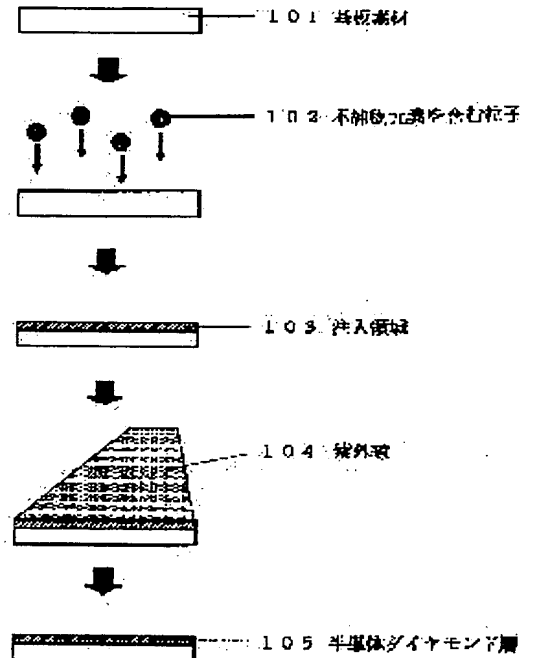 101 基板素材
102 不純物元素を含む粒子
103 注入領域
104 紫外
105 半導体ダイヤモンド層